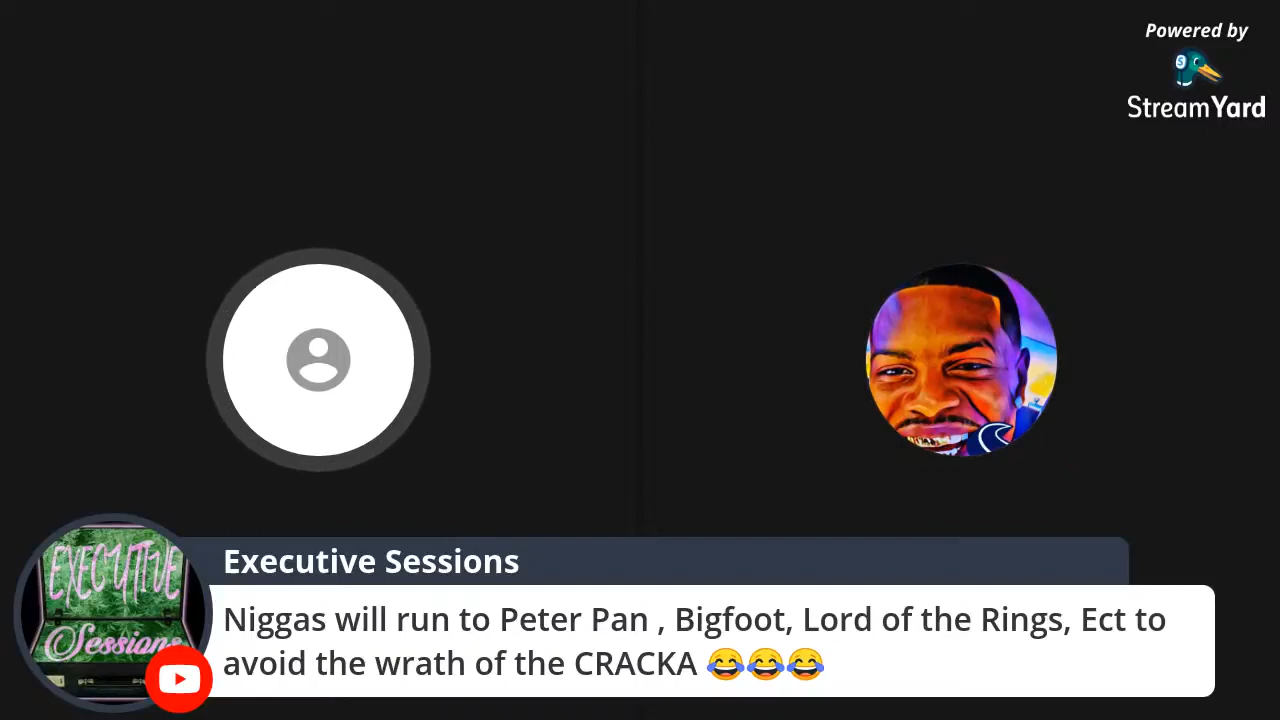 Powered by
StreamYard
EXECUTIVE
Sessions
Executive Sessions
Niggas will run to Peter Pan , Bigfoot, Lord of the Rings, Ect to
avoid the wrath of the CRACKA 😂😂😂